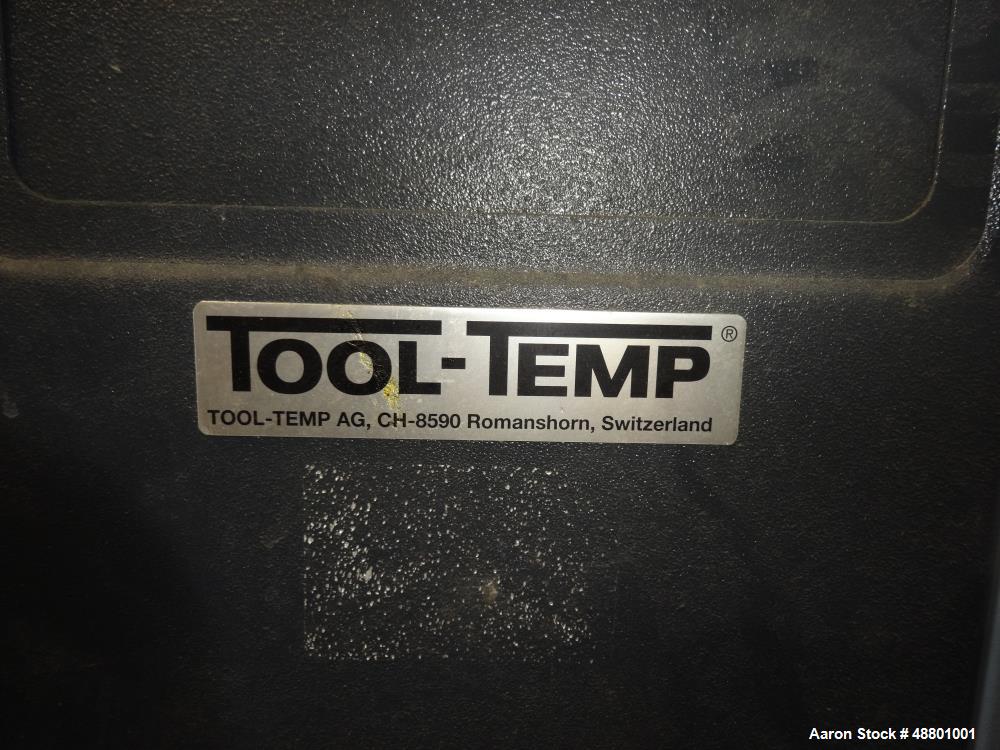 TOOL-TEMP®
TOOL-TEMP AG, CH-8590 Romanshorn, Switzerland
Aaron Stock # 48801001